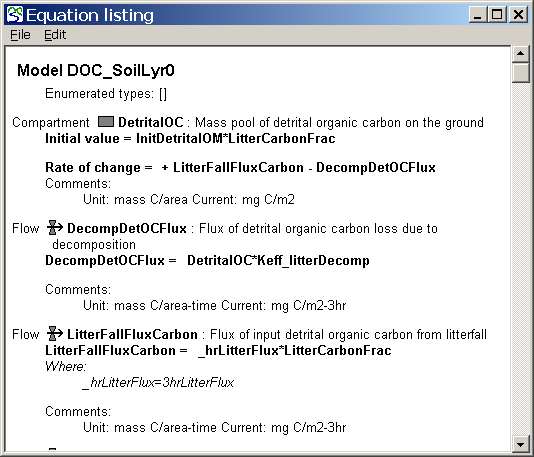 Equation listing
File Edit
Model DOC_SoilLyr0
Enumerated types: []
Compartment DetritalOC : Mass pool of detrital organic carbon on the ground
Initial value = InitDetritalOM*LitterCarbonFrac
Rate of change = + LitterFallFluxCarbon - DecompDetOCFlux
Comments:
Unit: mass C/area Current: mg C/m2
Flow DecompDetOCFlux : Flux of detrital organic carbon loss due to
decomposition
DecompDetOCFlux = DetritalOC*Keff_litterDecomp
Comments:
Unit: mass C/area-time Current: mg C/m2-3hr
Flow LitterFallFluxCarbon : Flux of input detrital organic carbon from litterfall
LitterFallFluxCarbon = _hrLitterFlux*LitterCarbonFrac
Where:
_hrLitterFlux=3hrLitterFlux
Comments:
Unit: mass C/area-time Current: mg C/m2-3hr